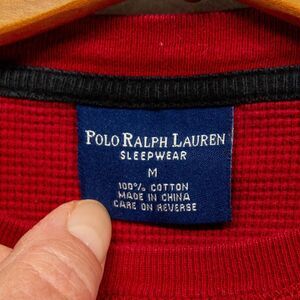 POLO RALPH LAUREN
SLEEPWEAR
M
100% COTTON
MADE IN CHINA
CARE ON REVERSE